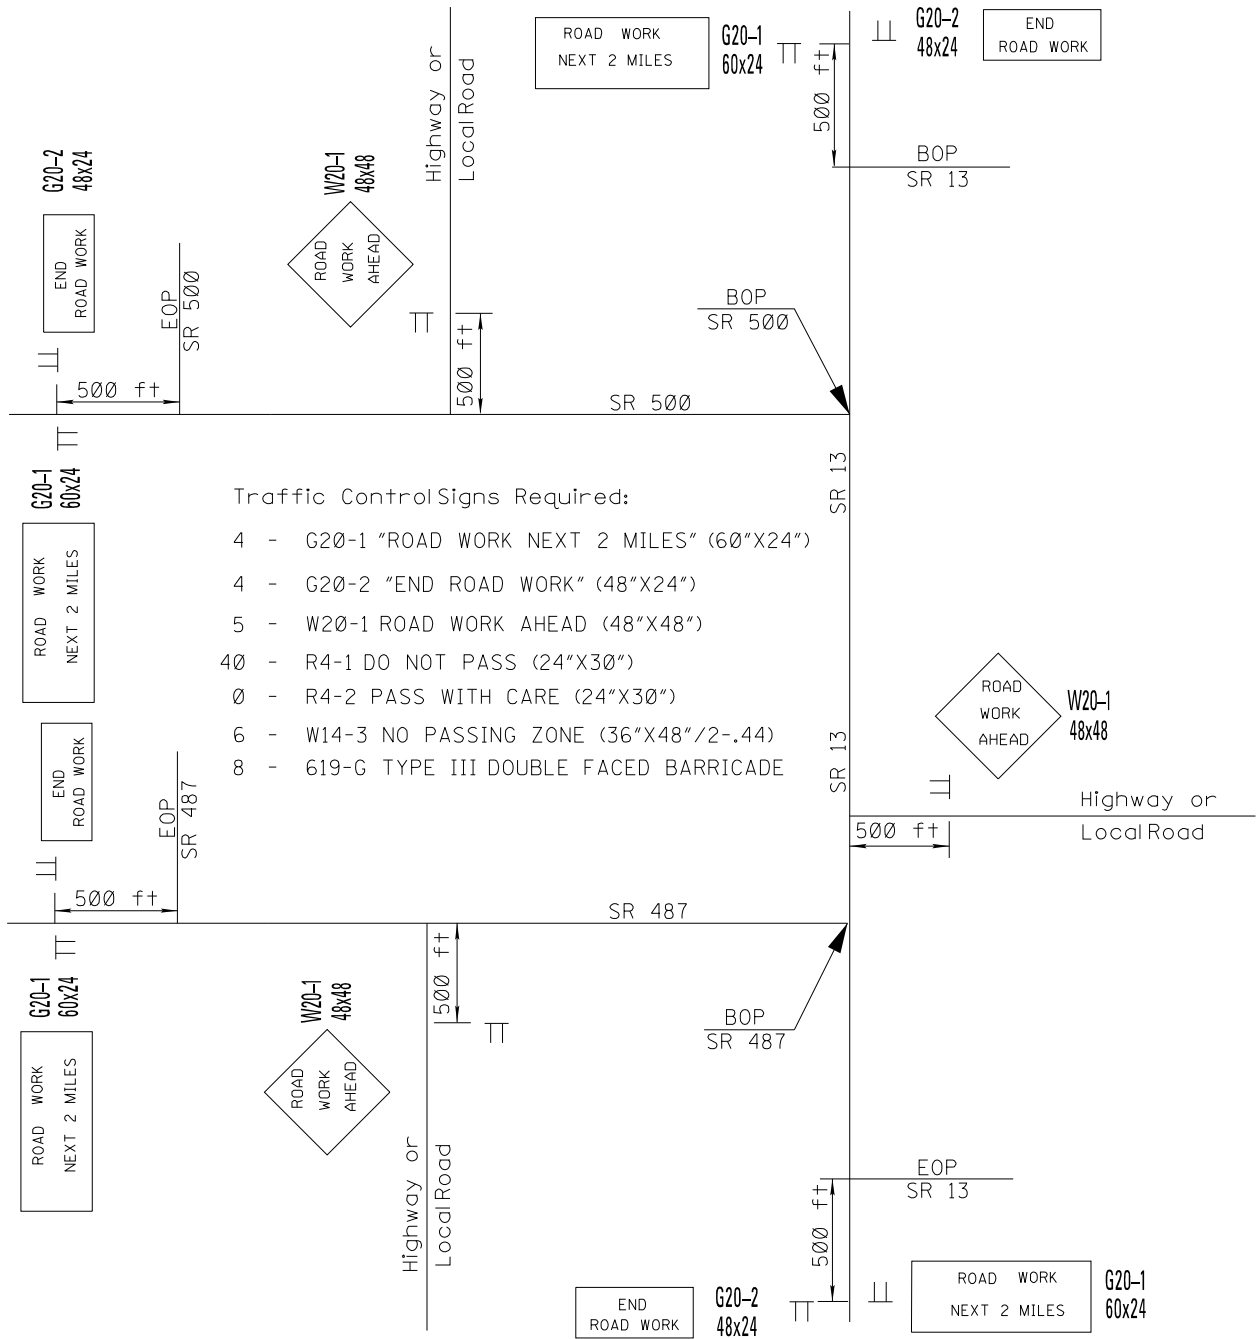 ROAD WORK
NEXT 2 MILES
G20-1
60x24
500 ft
G20-2
48x24
END
ROAD WORK
BOP
SR 13
Highway or
Local Road
G20-2
48x24
END
ROAD WORK
W20-1
48x48
ROAD
WORK
AHEAD
EOP
SR 500
500 ft
500 ft
BOP
SR 500
SR 500
G20-1
60x24
ROAD WORK
NEXT 2 MILES
SR 13
Traffic Control Signs Required:
4 - G20-1 "ROAD WORK NEXT 2 MILES" (60"X24")
4 - G20-2 "END ROAD WORK" (48"X24")
5 - W20-1 ROAD WORK AHEAD (48"X48")
40 - R4-1 DO NOT PASS (24"X30")
0 - R4-2 PASS WITH CARE (24"X30")
6 - W14-3 NO PASSING ZONE (36"X48"/2-.44)
8 - 619-G TYPE III DOUBLE FACED BARRICADE
END
ROAD WORK
EOP
SR 487
SR 13
ROAD
WORK
AHEAD
W20-1
48x48
Highway or
Local Road
500 ft
500 ft
SR 487
G20-1
60x24
ROAD WORK
NEXT 2 MILES
W20-1
48x48
ROAD
WORK
AHEAD
500 ft
BOP
SR 487
Highway or
Local Road
EOP
SR 13
500 ft
END
ROAD WORK
G20-2
48x24
ROAD WORK
NEXT 2 MILES
G20-1
60x24